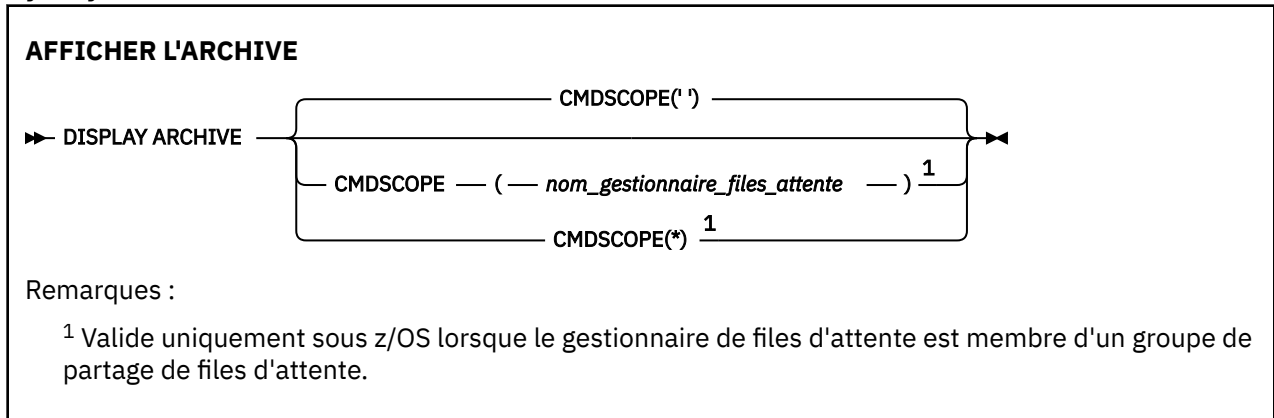 AFFICHER L'ARCHIVE
CMDSCOPE(' ')
DISPLAY ARCHIVE
CMDSCOPE ( nom_gestionnaire_files_attente ) 1
CMDSCOPE(*) 1
Remarques :
1 Valide uniquement sous z/OS lorsque le gestionnaire de files d'attente est membre d'un groupe de
partage de files d'attente.